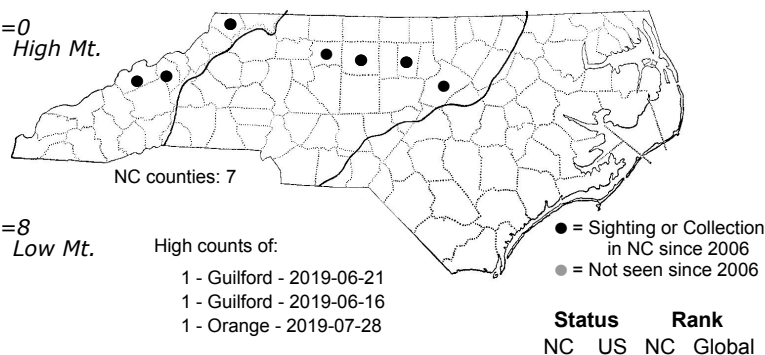 =0
High Mt.
NC counties: 7
=8
Low Mt.
High counts of:
1 - Guilford - 2019-06-21
1 - Guilford - 2019-06-16
1 - Orange - 2019-07-28
● = Sighting or Collection
in NC since 2006
● = Not seen since 2006
Status Rank
NC US NC Global